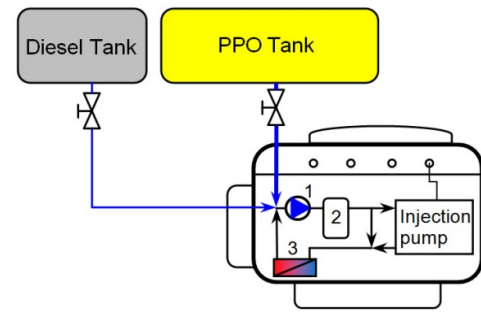 Diesel Tank
PPO Tank
1
2
Injection
pump
3